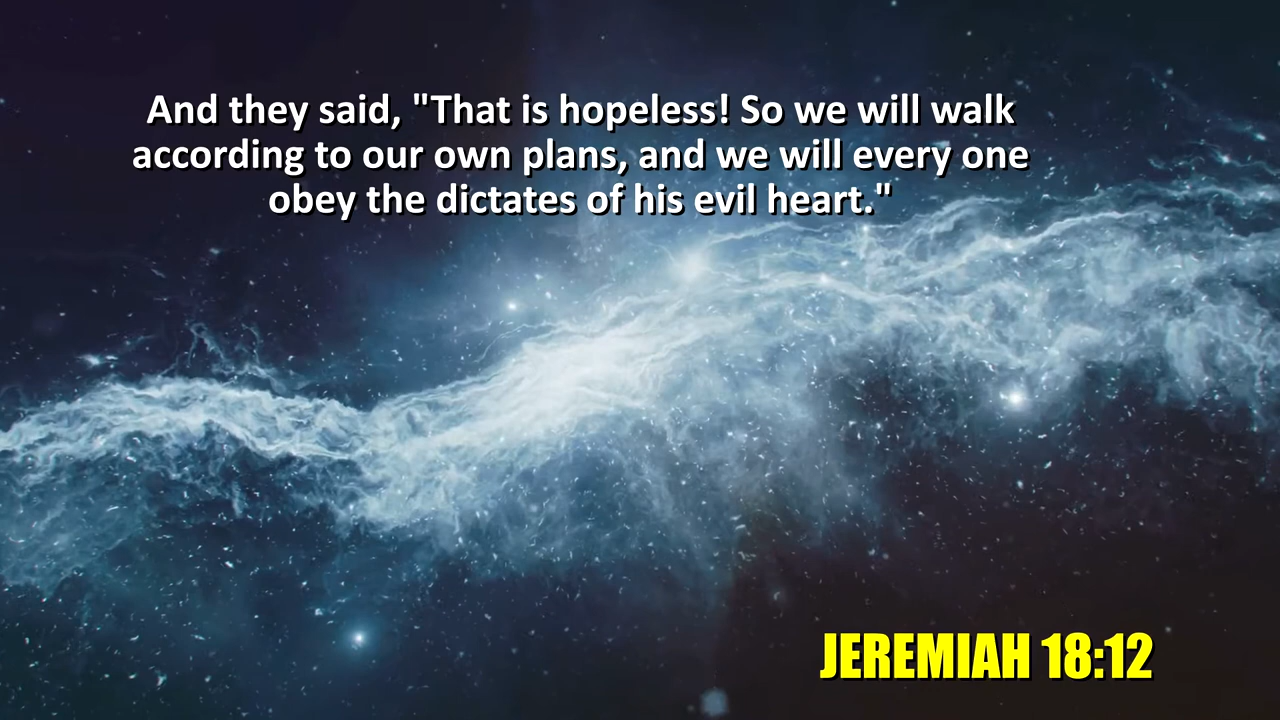 And they said, "That is hopeless! So we will walk
according to our own plans, and we will every one
obey the dictates of his evil heart."
JEREMIAH 18:12